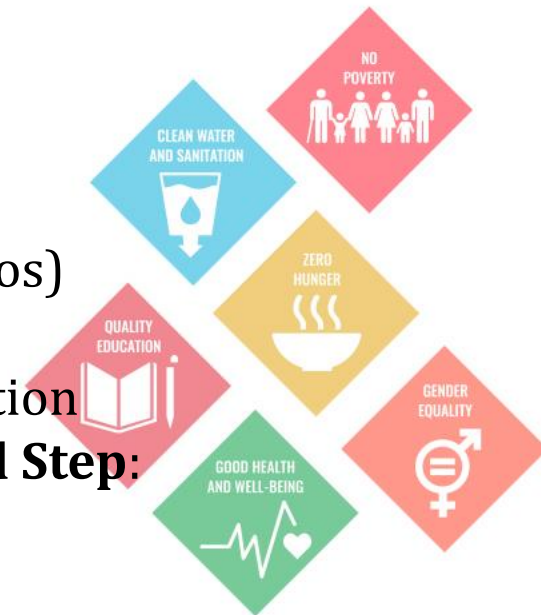 NO
POVERTY
CLEAN WATER
AND SANITATION
os)
ZERO
HUNGER
QUALITY
EDUCATION
tion
GENDER
EQUALITY
l Step:
GOOD HEALTH
AND WELL-BEING